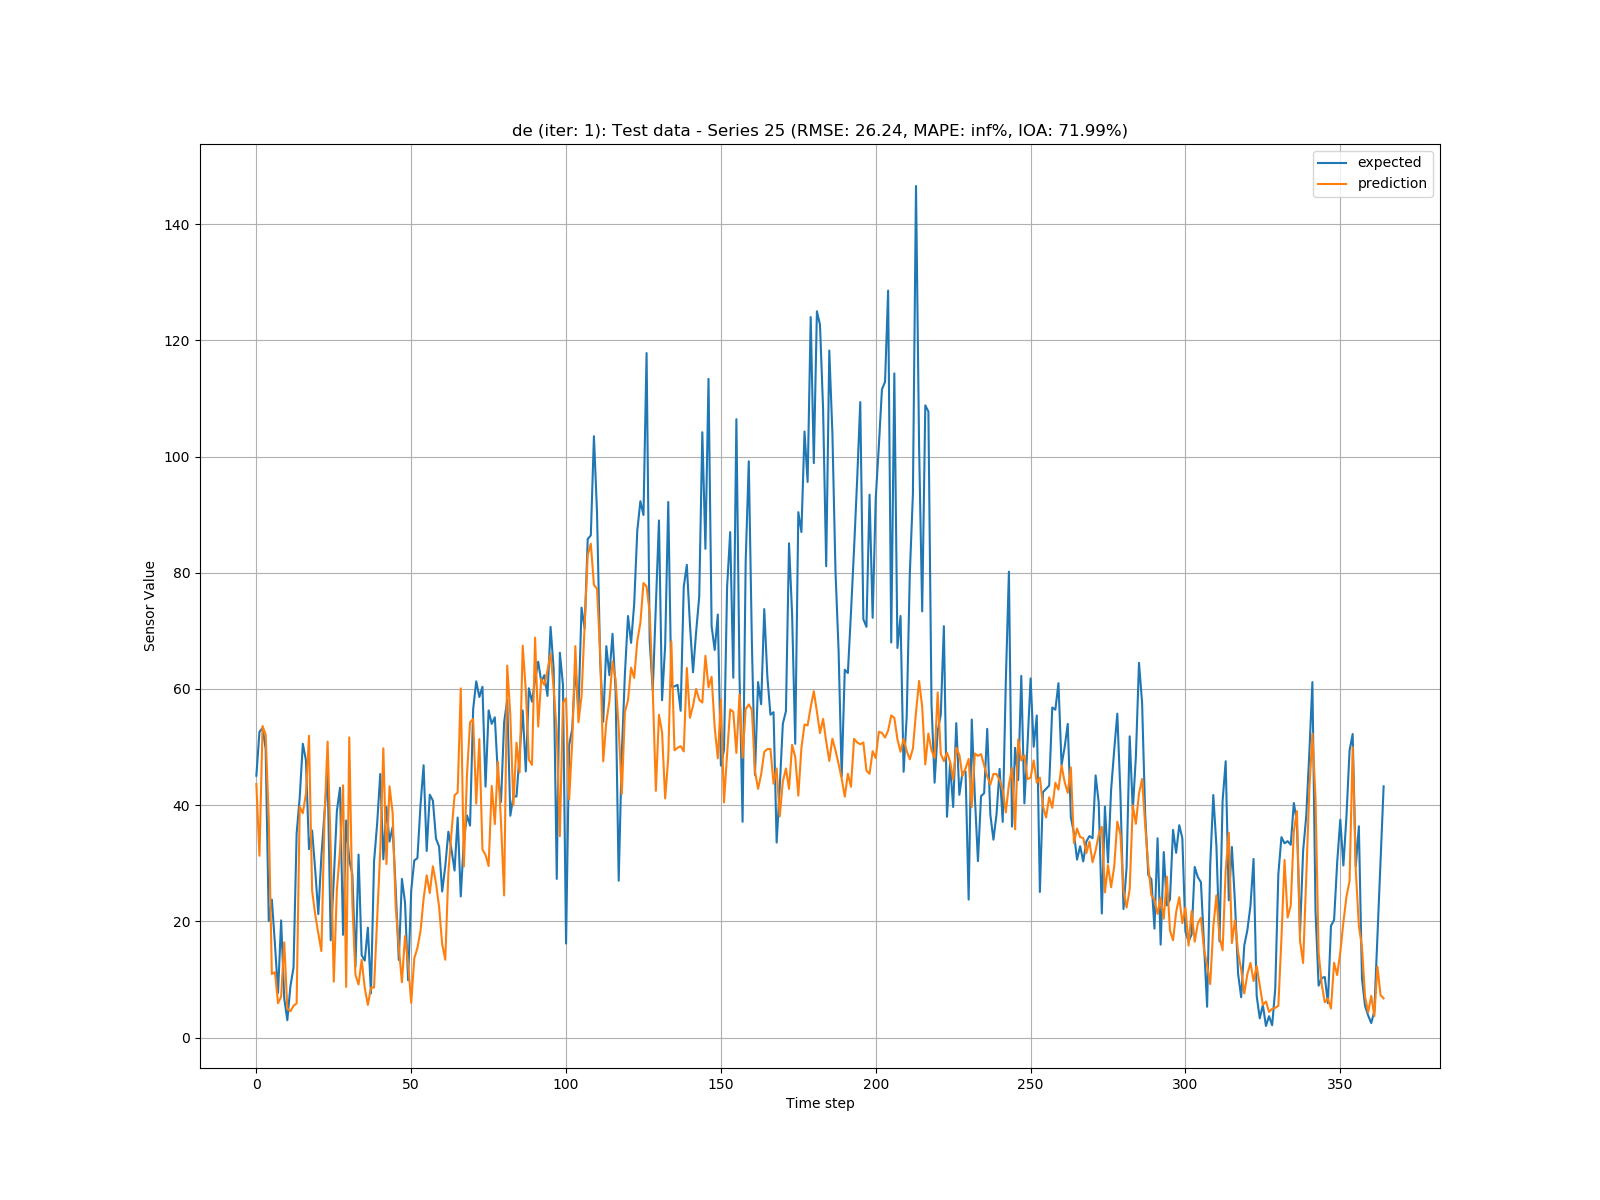 de (iter: 1): Test data - Series 25 (RMSE: 26.24, MAPE: inf%, IOA: 71.99%)
expected
prediction
140
120
100
80
60
40
20
0
Sensor Value
0 50 100 150 200 250 300 350
Time step